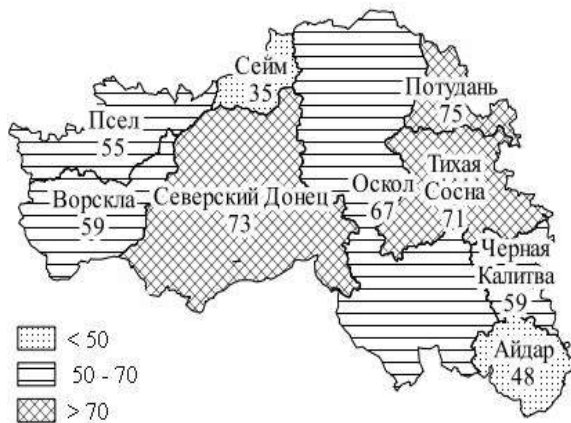 Сейм
35
Потудань
75
Псел
55
Тихая
Сосна
71
Ворскла
59
Северский Донец
73
Оскол
67
Черная
Калитва
59
Айдар
48
< 50
50 - 70
> 70